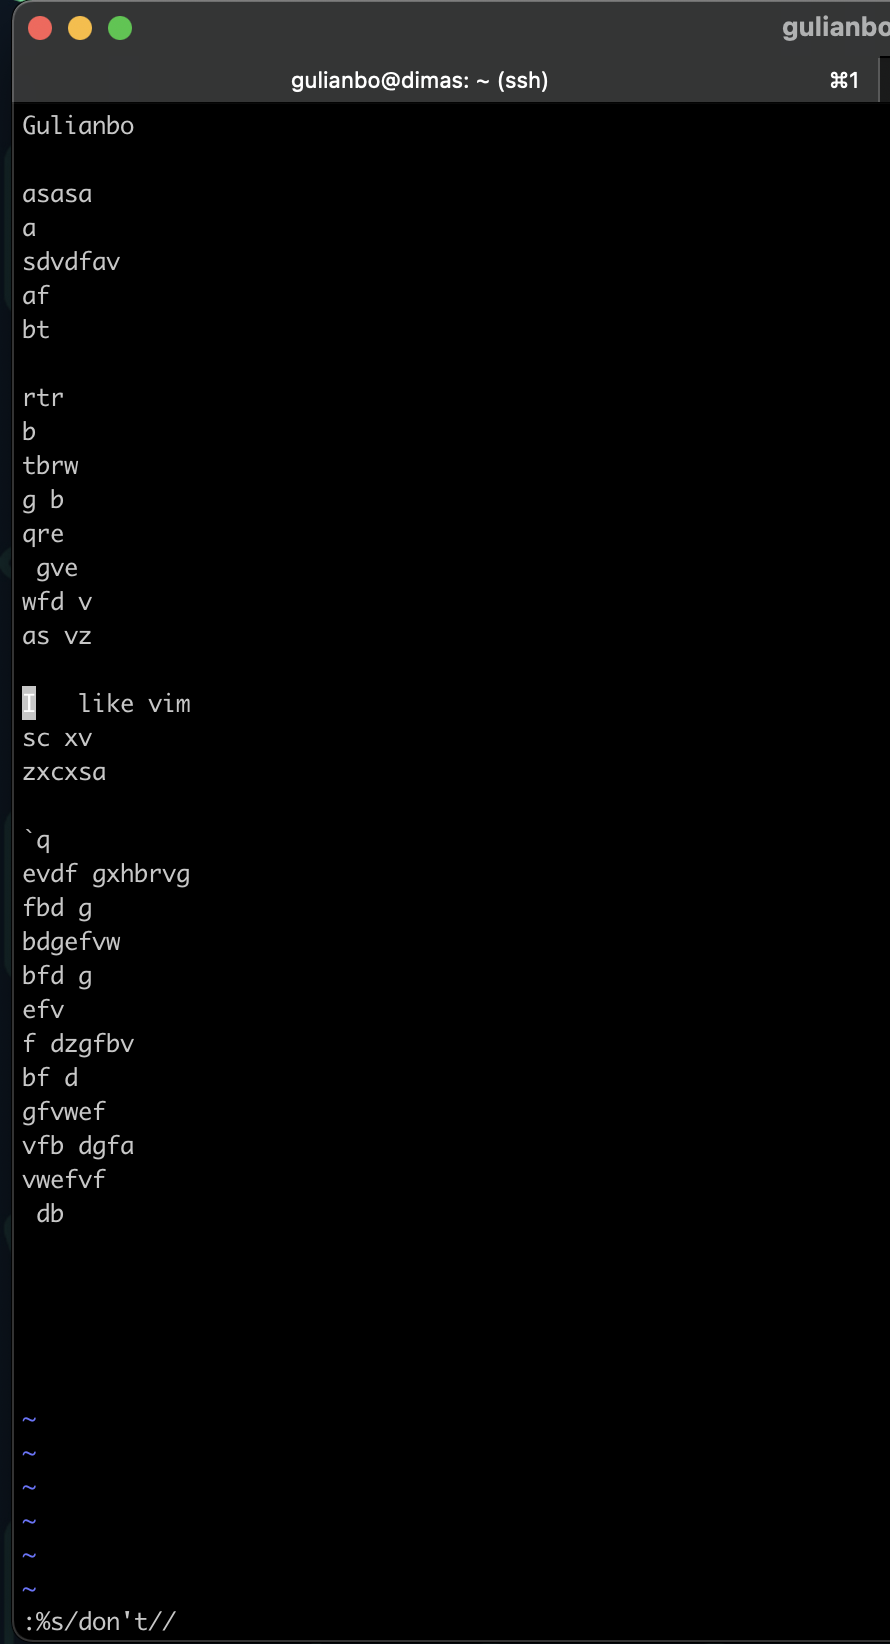 gulianbo
gulianbo@dimas: ~ (ssh) ⌘1
Gulianbo
asasa
a
sdvdfav
af
bt
rtr
b
tbrw
g b
qre
 gve
wfd v
as vz
I   like vim
sc xv
zxcxsa
`q
evdf gxhbrvg
fbd g
bdgefvw
bfd g
efv
f dzgfbv
bf d
gfvwef
vfb dgfa
vwefvf
 db
~
~
~
~
~
~
:%s/don't//